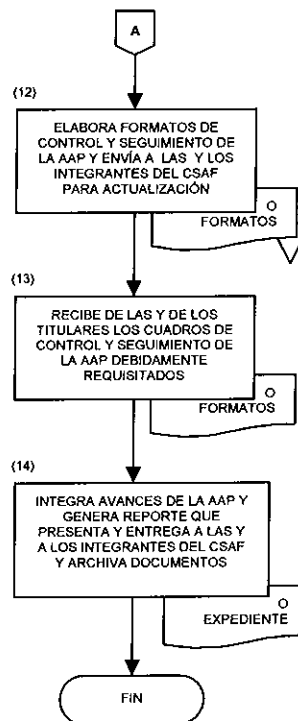 A
(12)
ELABORA FORMATOS DE
CONTROL Y SEGUIMIENTO DE
LA AAP Y ENVÍA A LAS Y LOS
INTEGRANTES DEL CSAF
PARA ACTUALIZACIÓN
O
FORMATOS
(13)
RECIBE DE LAS Y DE LOS
TITULARES LOS CUADROS DE
CONTROL Y SEGUIMIENTO DE
LA AAP DEBIDAMENTE
REQUISITADOS
O
FORMATOS
(14)
INTEGRA AVANCES DE LA AAP Y
GENERA REPORTE QUE
PRESENTA Y ENTREGA A LAS Y
A LOS INTEGRANTES DEL CSAF
Y ARCHIVA DOCUMENTOS
O
EXPEDIENTE
FIN